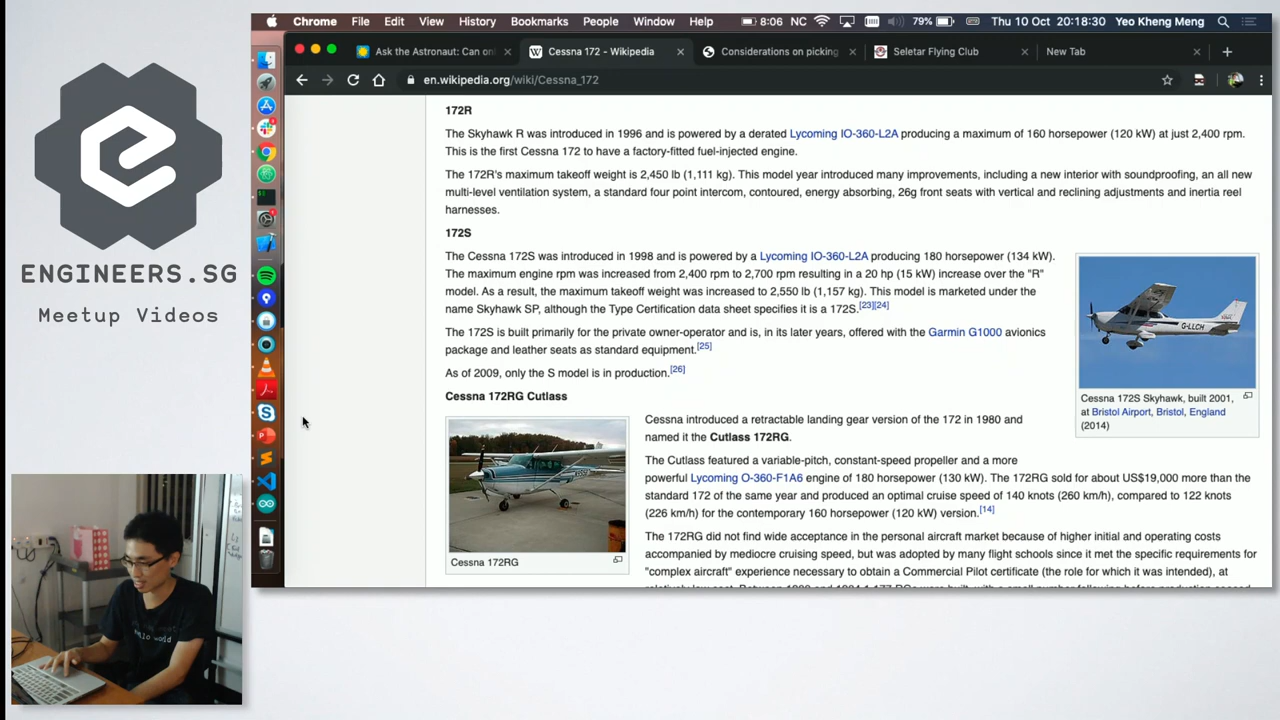 Chrome File Edit View History Bookmarks People Window Help 8:06 NC 79% Thu 10 Oct 20:18:30 Yeo Kheng Meng
Ask the Astronaut: Can on
Cessna 172 - Wikipedia
Considerations on picking
Seletar Flying Club
New Tab
en.wikipedia.org/wiki/Cessna_172
ENGINEERS.SG
Meetup Videos
172R
The Skyhawk R was introduced in 1996 and is powered by a derated Lycoming IO-360-L2A producing a maximum of 160 horsepower (120 kW) at just 2,400 rpm.
This is the first Cessna 172 to have a factory-fitted fuel-injected engine.
The 172R's maximum takeoff weight is 2,450 lb (1,111 kg). This model year introduced many improvements, including a new interior with soundproofing, an all new
multi-level ventilation system, a standard four point intercom, contoured, energy absorbing, 26g front seats with vertical and reclining adjustments and inertia reel
harnesses.
172S
The Cessna 172S was introduced in 1998 and is powered by a Lycoming IO-360-L2A producing 180 horsepower (134 kW).
The maximum engine rpm was increased from 2,400 rpm to 2,700 rpm resulting in a 20 hp (15 kW) increase over the "R"
model. As a result, the maximum takeoff weight was increased to 2,550 lb (1,157 kg). This model is marketed under the
name Skyhawk SP, although the Type Certification data sheet specifies it is a 172S.[23][24]
The 172S is built primarily for the private owner-operator and is, in its later years, offered with the Garmin G1000 avionics
package and leather seats as standard equipment.[25]
As of 2009, only the S model is in production.[26]
G-LLCH
Cessna 172S Skyhawk, built 2001,
at Bristol Airport, Bristol, England
(2014)
Cessna 172RG Cutlass
Cessna 172RG
Cessna introduced a retractable landing gear version of the 172 in 1980 and
named it the Cutlass 172RG.
The Cutlass featured a variable-pitch, constant-speed propeller and a more
powerful Lycoming O-360-F1A6 engine of 180 horsepower (130 kW). The 172RG sold for about US$19,000 more than the
standard 172 of the same year and produced an optimal cruise speed of 140 knots (260 km/h), compared to 122 knots
(226 km/h) for the contemporary 160 horsepower (120 kW) version.[14]
The 172RG did not find wide acceptance in the personal aircraft market because of higher initial and operating costs
accompanied by mediocre cruising speed, but was adopted by many flight schools since it met the specific requirements for
"complex aircraft" experience necessary to obtain a Commercial Pilot certificate (the role for which it was intended), at
hello world